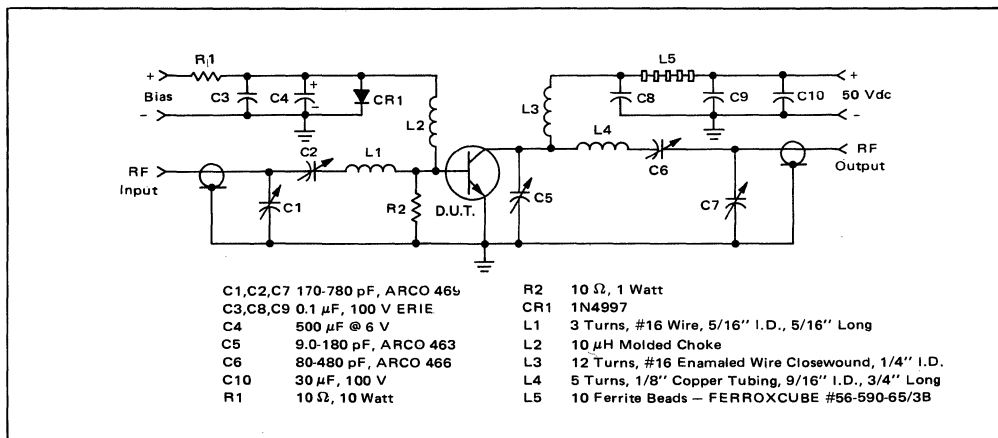 R1
L5
+
Bias
−
C3
C4
+
−
CR1
L2
L3
C8
C9
C10
+
50 Vdc
−
L4
RF
Input
C2
L1
C1
R2
D.U.T.
C5
C6
C7
RF
Output
C1,C2,C7 170-780 pF, ARCO 469
C3,C8,C9 0.1 μF, 100 V ERIE
C4 500 μF @ 6 V
C5 9.0-180 pF, ARCO 463
C6 80-480 pF, ARCO 466
C10 30 μF, 100 V
R1 10 Ω, 10 Watt
R2 10 Ω, 1 Watt
CR1 1N4997
L1 3 Turns, #16 Wire, 5/16" I.D., 5/16" Long
L2 10 μH Molded Choke
L3 12 Turns, #16 Enamaled Wire Closewound, 1/4" I.D.
L4 5 Turns, 1/8" Copper Tubing, 9/16" I.D., 3/4" Long
L5 10 Ferrite Beads – FERROXCUBE #56-590-65/3B